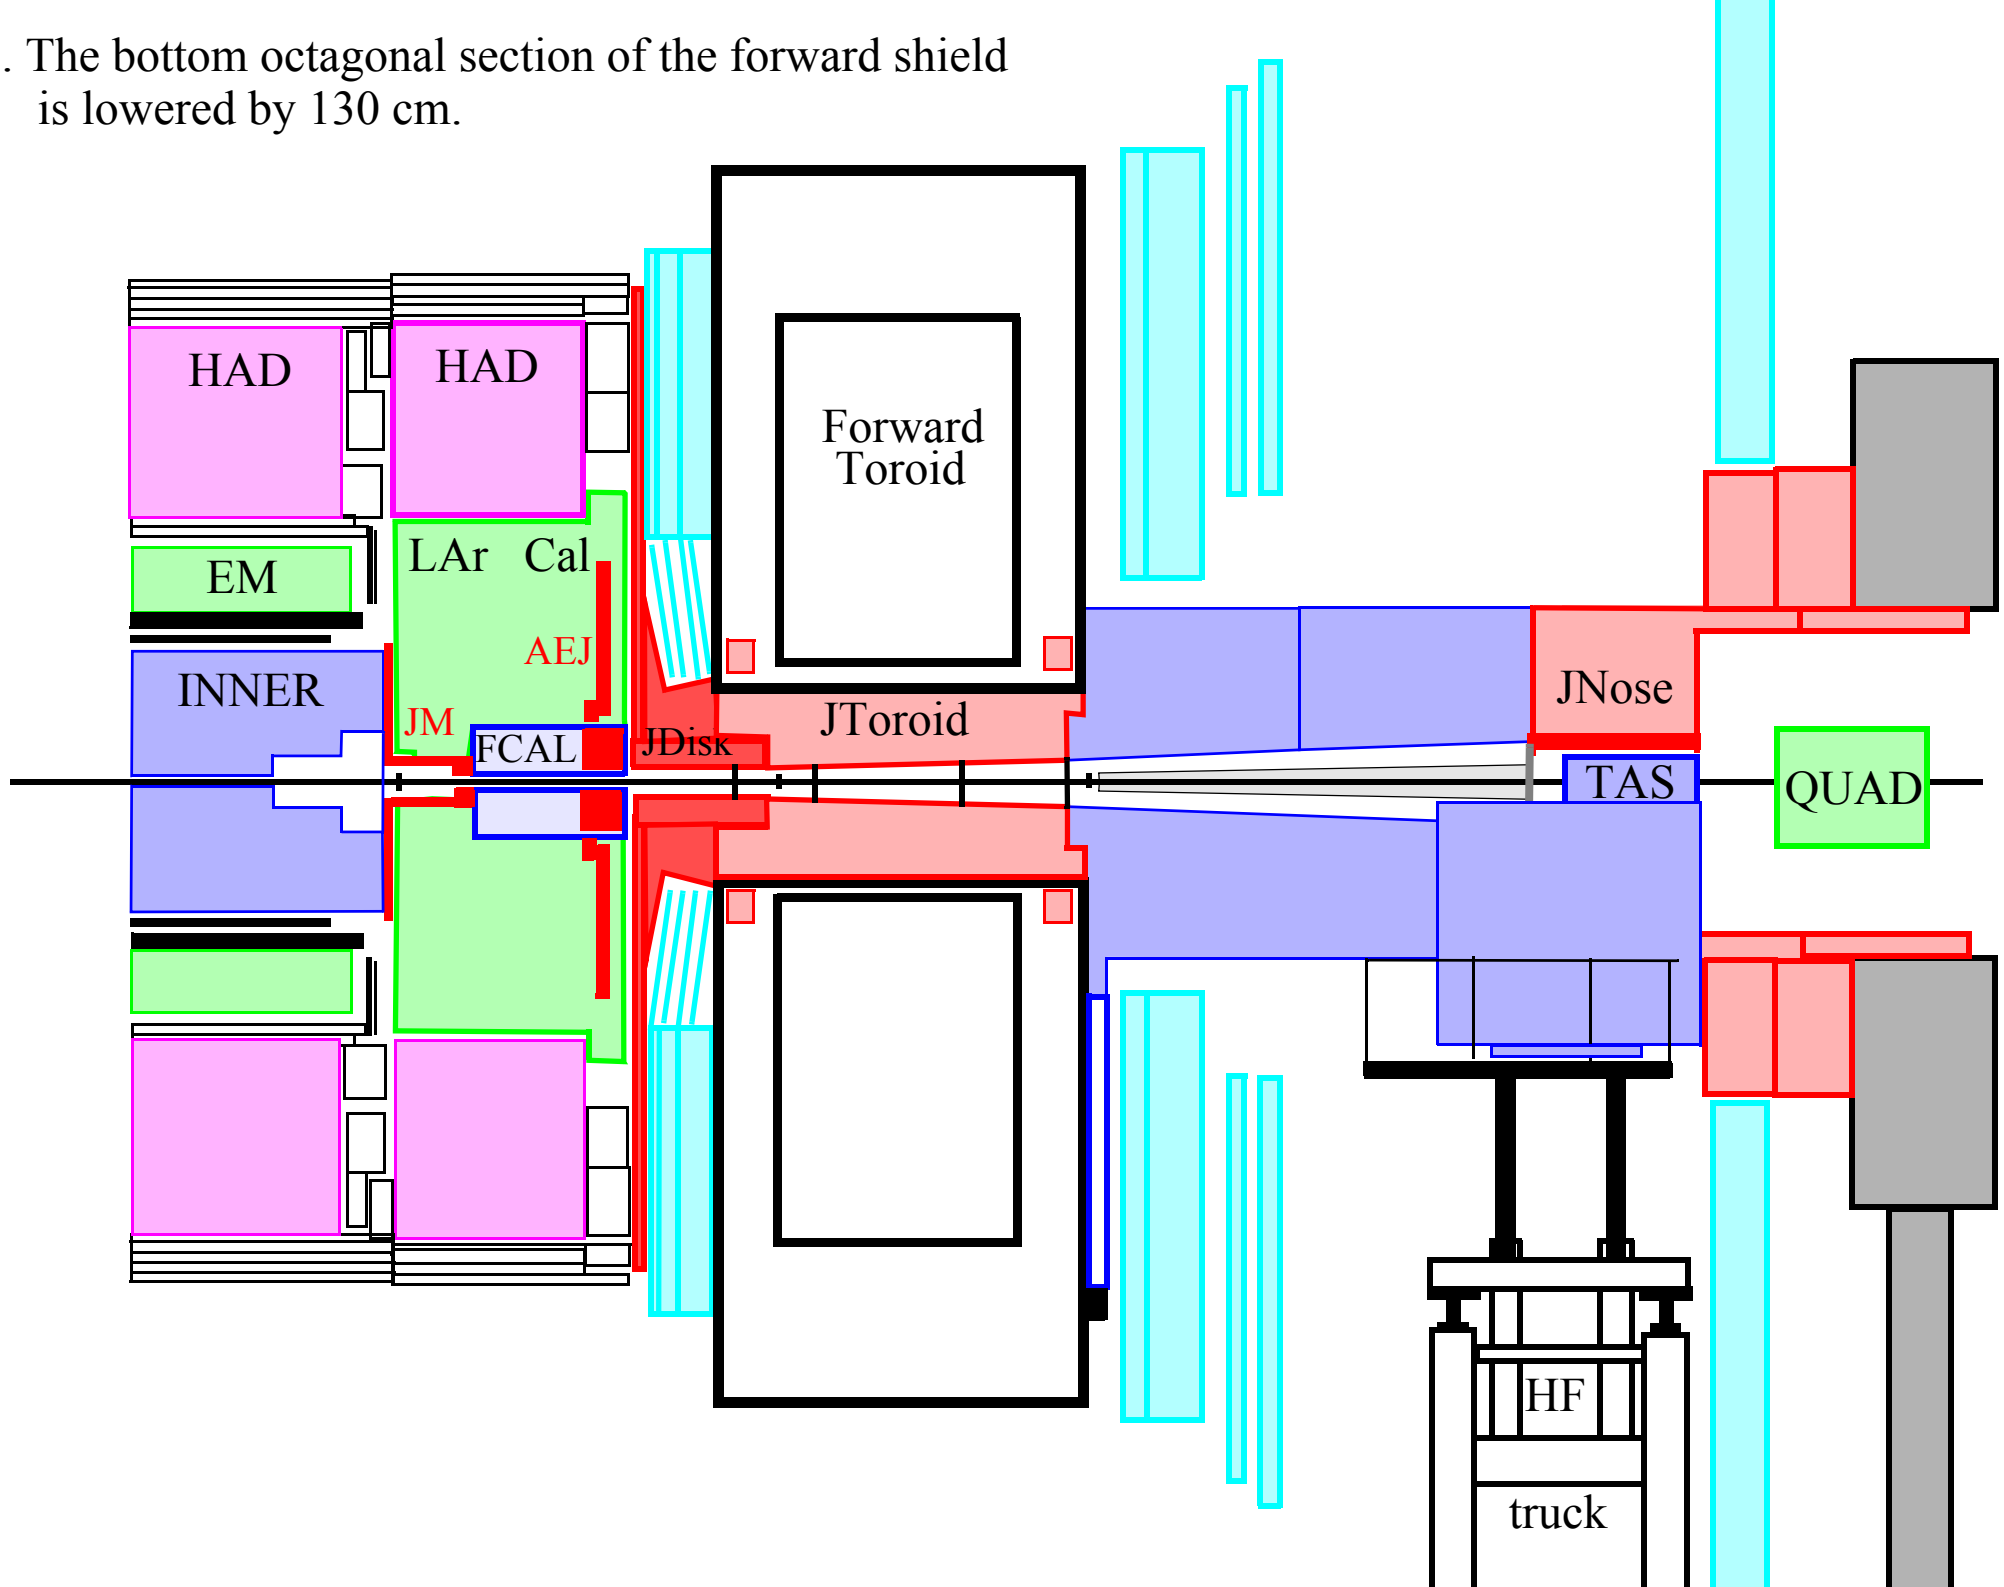 . The bottom octagonal section of the forward shield
is lowered by 130 cm.
HAD
HAD
Forward
Toroid
LAr Cal
EM
AEJ
INNER
JNose
JM
JToroid
FCAL
JDisk
TAS
QUAD
HF
truck